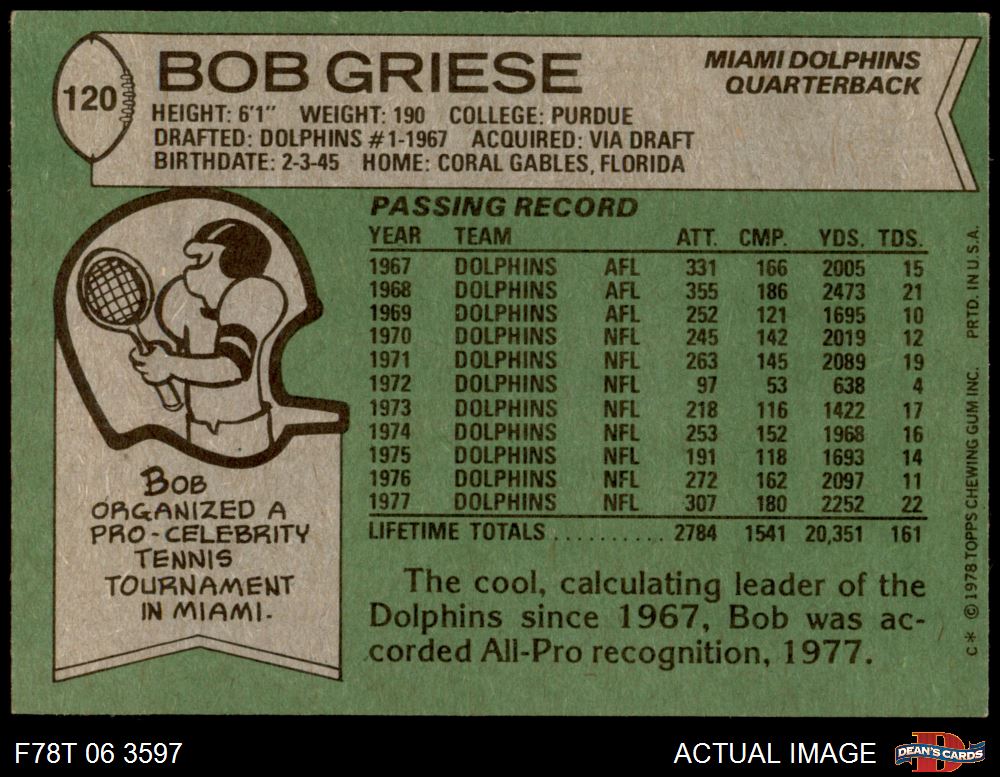 120
BOB GRIESE
MIAMI DOLPHINS
QUARTERBACK
HEIGHT: 6'1" WEIGHT: 190 COLLEGE: PURDUE
DRAFTED: DOLPHINS #1-1967 ACQUIRED: VIA DRAFT
BIRTHDATE: 2-3-45 HOME: CORAL GABLES, FLORIDA
PASSING RECORD
YEAR TEAM ATT. CMP. YDS. TDS.
1967 DOLPHINS AFL 331 166 2005 15
1968 DOLPHINS AFL 355 186 2473 21
1969 DOLPHINS AFL 252 121 1695 10
1970 DOLPHINS NFL 245 142 2019 12
1971 DOLPHINS NFL 263 145 2089 19
1972 DOLPHINS NFL 97 53 638 4
1973 DOLPHINS NFL 218 116 1422 17
1974 DOLPHINS NFL 253 152 1968 16
1975 DOLPHINS NFL 191 118 1693 14
1976 DOLPHINS NFL 272 162 2097 11
1977 DOLPHINS NFL 307 180 2252 22
LIFETIME TOTALS .......... 2784 1541 20,351 161
BOB
ORGANIZED A
PRO-CELEBRITY
TENNIS
TOURNAMENT
IN MIAMI.
The cool, calculating leader of the
Dolphins since 1967, Bob was ac-
corded All-Pro recognition, 1977.
C* © 1978 TOPPS CHEWING GUM INC. PRTD. IN U.S.A.
F78T 06 3597
ACTUAL IMAGE
D
DEAN'S CARDS